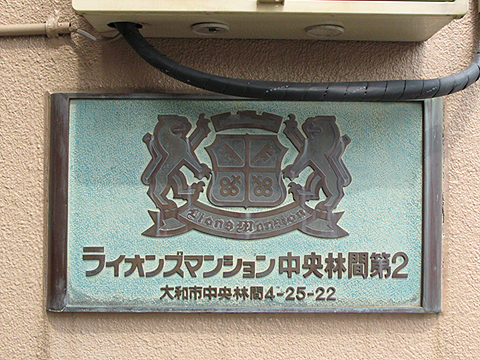 Lions Mansion
ライオンズマンション中央林間第2
大和市中央林間4-25-22